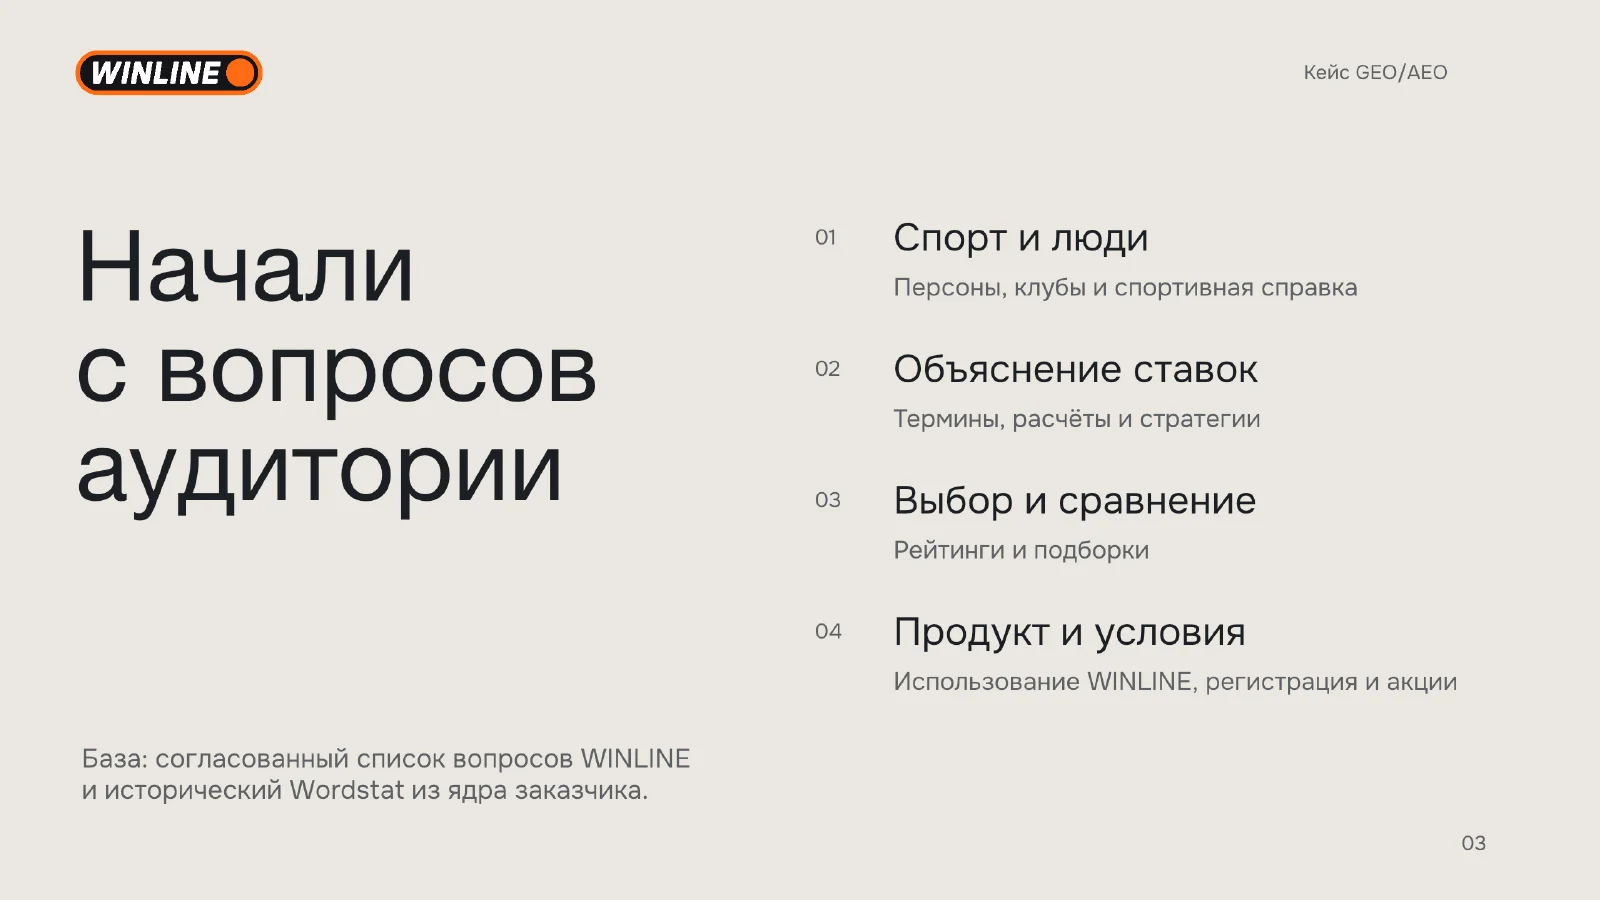 WINLINE
Кейс GEO/AEO
Начали
с вопросов
аудитории
01
Спорт и люди
Персоны, клубы и спортивная справка
02
Объяснение ставок
Термины, расчёты и стратегии
03
Выбор и сравнение
Рейтинги и подборки
04
Продукт и условия
Использование WINLINE, регистрация и акции
База: согласованный список вопросов WINLINE
и исторический Wordstat из ядра заказчика.
03